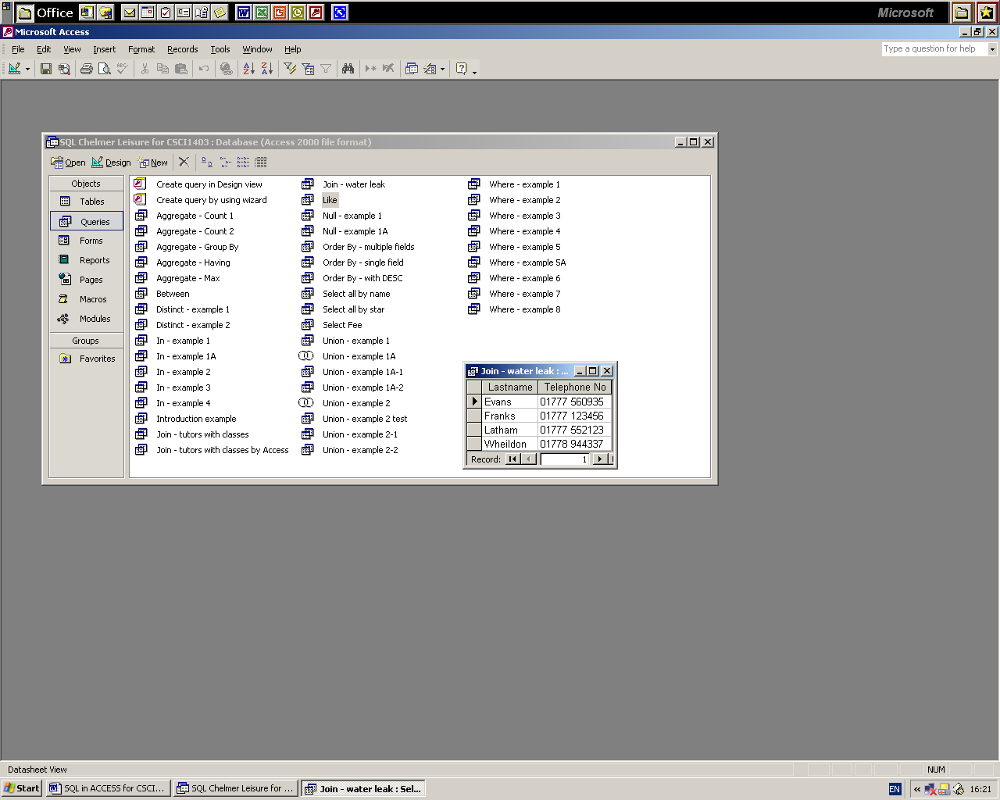 Office
Microsoft
Microsoft Access
File Edit View Insert Format Records Tools Window Help
Type a question for help
SQL Chelmer Leisure for CSCI1403 : Database (Access 2000 file format)
Open Design New
Objects
Tables
Queries
Forms
Reports
Pages
Macros
Modules
Groups
Favorites
Create query in Design view
Create query by using wizard
Aggregate - Count 1
Aggregate - Count 2
Aggregate - Group By
Aggregate - Having
Aggregate - Max
Between
Distinct - example 1
Distinct - example 2
In - example 1
In - example 1A
In - example 2
In - example 3
In - example 4
Introduction example
Join - tutors with classes
Join - tutors with classes by Access
Join - water leak
Like
Null - example 1
Null - example 1A
Order By - multiple fields
Order By - single field
Order By - with DESC
Select all by name
Select all by star
Select Fee
Union - example 1
Union - example 1A
Union - example 1A-1
Union - example 1A-2
Union - example 2
Union - example 2 test
Union - example 2-1
Union - example 2-2
Where - example 1
Where - example 2
Where - example 3
Where - example 4
Where - example 5
Where - example 5A
Where - example 6
Where - example 7
Where - example 8
Join - water leak : ...
Lastname Telephone No
Evans 01777 560935
Franks 01777 123456
Latham 01777 552123
Wheildon 01778 944337
Record: 1
Datasheet View
NUM
Start
SQL in ACCESS for CSCI...
SQL Chelmer Leisure for ...
Join - water leak : Sel...
EN
16:21